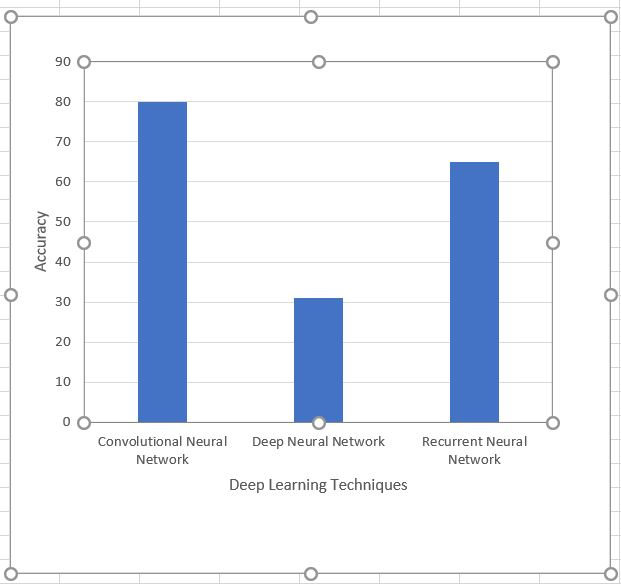 90
80
70
60
50
40
30
20
10
0
Accuracy
Convolutional Neural
Network
Deep Neural Network
Recurrent Neural
Network
Deep Learning Techniques